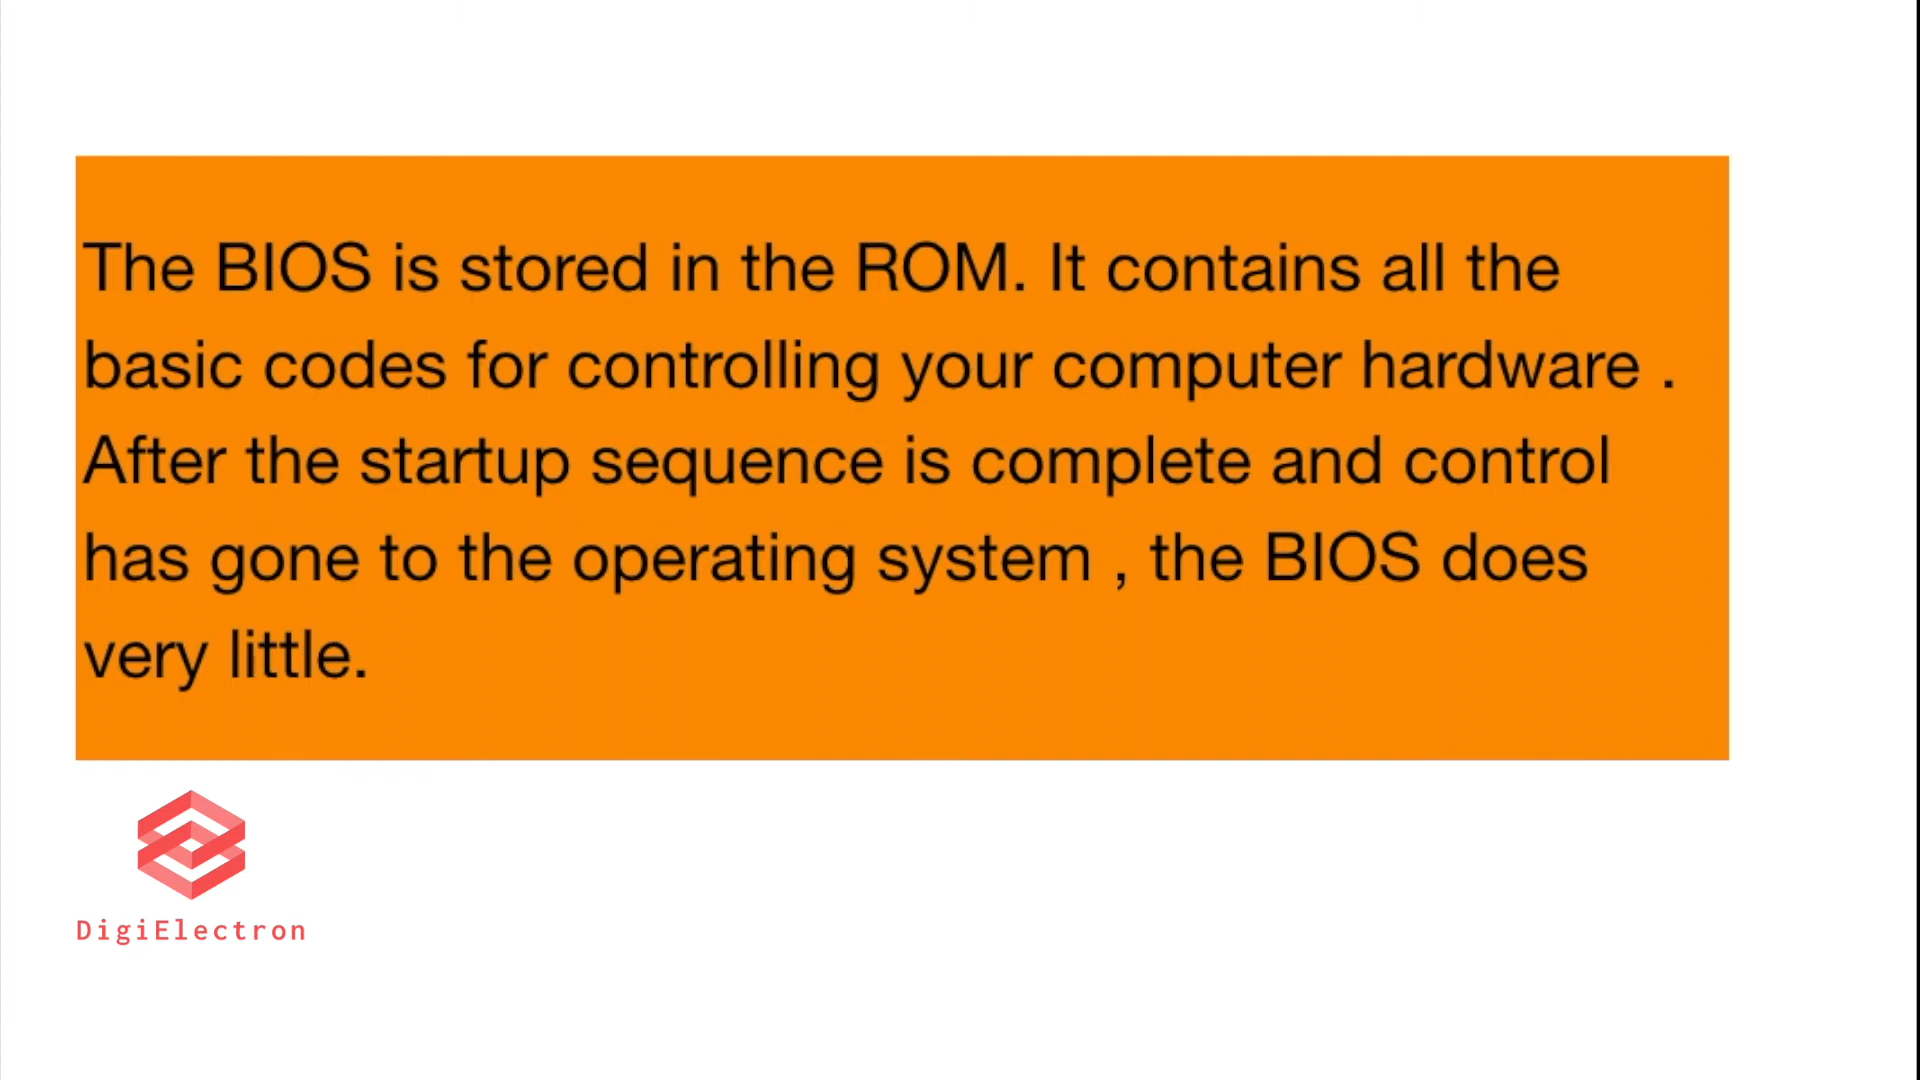 The BIOS is stored in the ROM. It contains all the
basic codes for controlling your computer hardware .
After the startup sequence is complete and control
has gone to the operating system , the BIOS does
very little.
DigiElectron